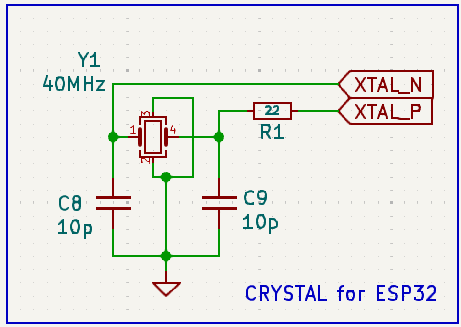 Y1
40MHz
XTAL_N
XTAL_P
22
R1
3
1
4
2
C8
10p
C9
10p
CRYSTAL for ESP32